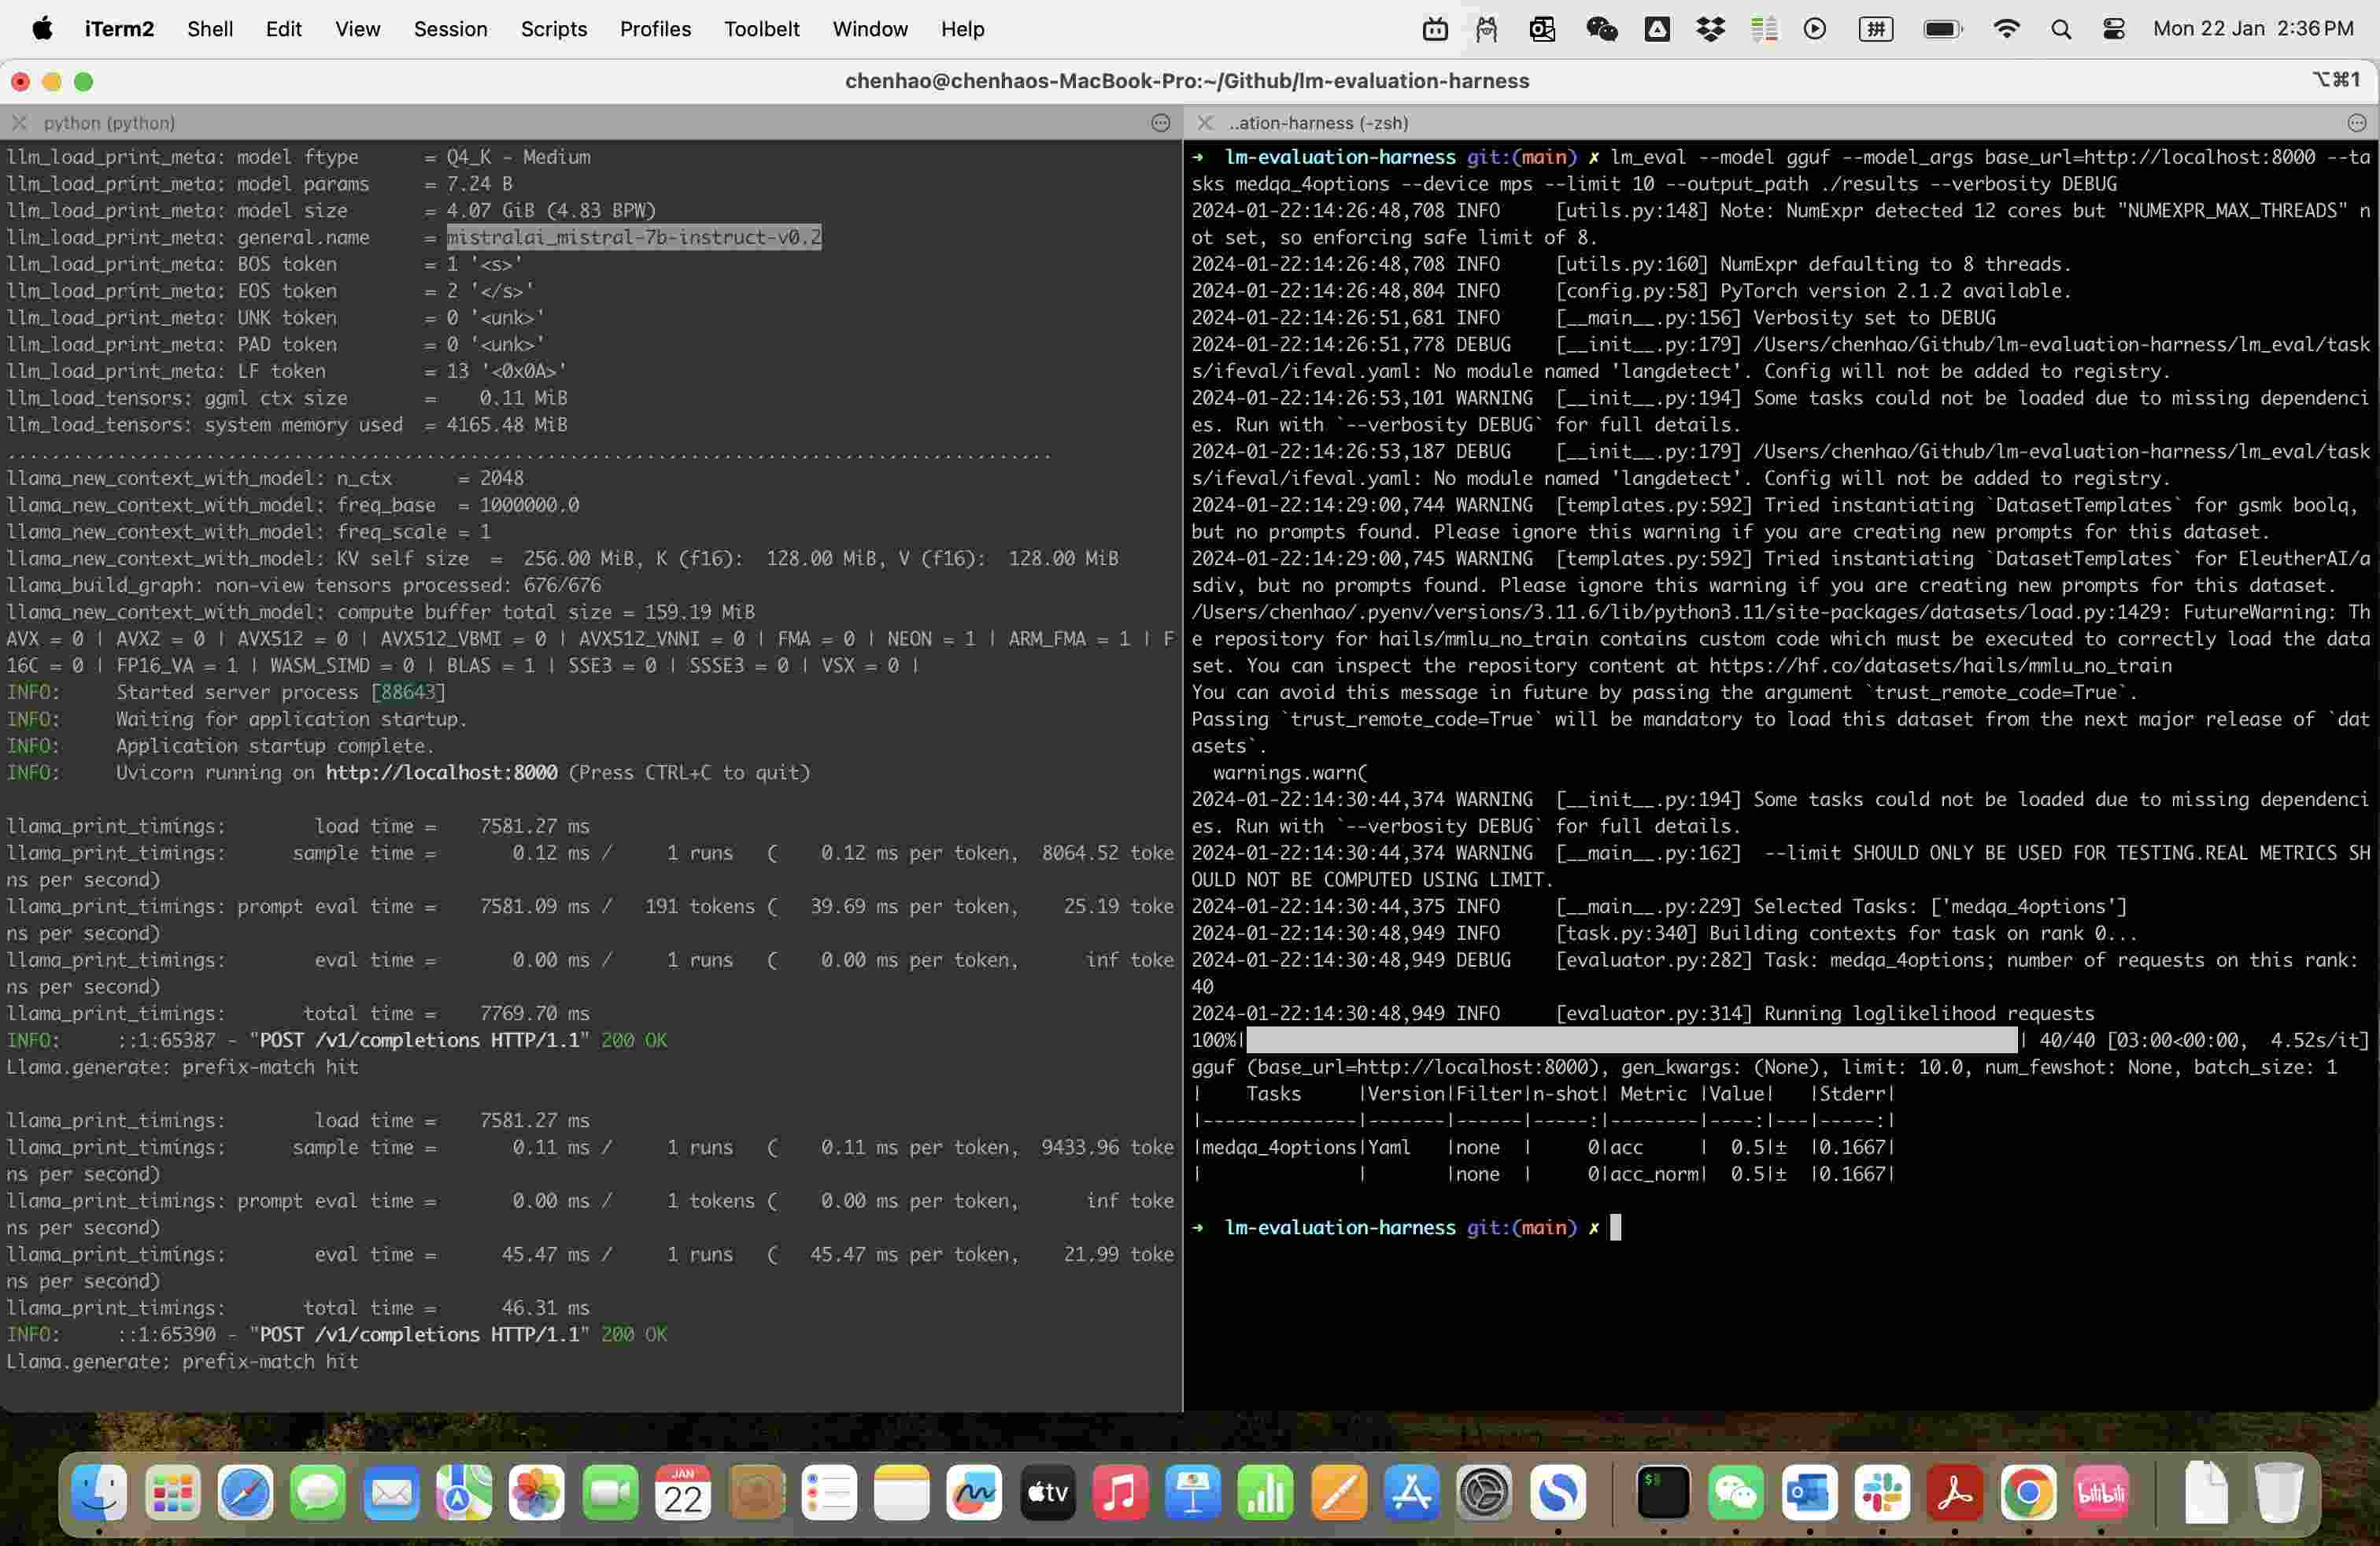 iTerm2 Shell Edit View Session Scripts Profiles Toolbelt Window Help Mon 22 Jan 2:36 PM
chenhao@chenhaos-MacBook-Pro:~/Github/lm-evaluation-harness ⌥⌘1
python (python)
llm_load_print_meta: model ftype = Q4_K - Medium
llm_load_print_meta: model params = 7.24 B
llm_load_print_meta: model size = 4.07 GiB (4.83 BPW)
llm_load_print_meta: general.name = mistralai_mistral-7b-instruct-v0.2
llm_load_print_meta: BOS token = 1 '<s>'
llm_load_print_meta: EOS token = 2 '</s>'
llm_load_print_meta: UNK token = 0 '<unk>'
llm_load_print_meta: PAD token = 0 '<unk>'
llm_load_print_meta: LF token = 13 '<0x0A>'
llm_load_tensors: ggml ctx size = 0.11 MiB
llm_load_tensors: system memory used = 4165.48 MiB
...................................................................................................
llama_new_context_with_model: n_ctx = 2048
llama_new_context_with_model: freq_base = 1000000.0
llama_new_context_with_model: freq_scale = 1
llama_new_context_with_model: KV self size = 256.00 MiB, K (f16): 128.00 MiB, V (f16): 128.00 MiB
llama_build_graph: non-view tensors processed: 676/676
llama_new_context_with_model: compute buffer total size = 159.19 MiB
AVX = 0 | AVX2 = 0 | AVX512 = 0 | AVX512_VBMI = 0 | AVX512_VNNI = 0 | FMA = 0 | NEON = 1 | ARM_FMA = 1 | F
16C = 0 | FP16_VA = 1 | WASM_SIMD = 0 | BLAS = 1 | SSE3 = 0 | SSSE3 = 0 | VSX = 0 |
INFO: Started server process [88643]
INFO: Waiting for application startup.
INFO: Application startup complete.
INFO: Uvicorn running on http://localhost:8000 (Press CTRL+C to quit)
llama_print_timings: load time = 7581.27 ms
llama_print_timings: sample time = 0.12 ms / 1 runs ( 0.12 ms per token, 8064.52 toke
ns per second)
llama_print_timings: prompt eval time = 7581.09 ms / 191 tokens ( 39.69 ms per token, 25.19 toke
ns per second)
llama_print_timings: eval time = 0.00 ms / 1 runs ( 0.00 ms per token, inf toke
ns per second)
llama_print_timings: total time = 7769.70 ms
INFO: ::1:65387 - "POST /v1/completions HTTP/1.1" 200 OK
Llama.generate: prefix-match hit
llama_print_timings: load time = 7581.27 ms
llama_print_timings: sample time = 0.11 ms / 1 runs ( 0.11 ms per token, 9433.96 toke
ns per second)
llama_print_timings: prompt eval time = 0.00 ms / 1 tokens ( 0.00 ms per token, inf toke
ns per second)
llama_print_timings: eval time = 45.47 ms / 1 runs ( 45.47 ms per token, 21.99 toke
ns per second)
llama_print_timings: total time = 46.31 ms
INFO: ::1:65390 - "POST /v1/completions HTTP/1.1" 200 OK
Llama.generate: prefix-match hit
..ation-harness (-zsh)
➜ lm-evaluation-harness git:(main) ✗ lm_eval --model gguf --model_args base_url=http://localhost:8000 --ta
sks medqa_4options --device mps --limit 10 --output_path ./results --verbosity DEBUG
2024-01-22:14:26:48,708 INFO [utils.py:148] Note: NumExpr detected 12 cores but "NUMEXPR_MAX_THREADS" n
ot set, so enforcing safe limit of 8.
2024-01-22:14:26:48,708 INFO [utils.py:160] NumExpr defaulting to 8 threads.
2024-01-22:14:26:48,804 INFO [config.py:58] PyTorch version 2.1.2 available.
2024-01-22:14:26:51,681 INFO [__main__.py:156] Verbosity set to DEBUG
2024-01-22:14:26:51,778 DEBUG [__init__.py:179] /Users/chenhao/Github/lm-evaluation-harness/lm_eval/task
s/ifeval/ifeval.yaml: No module named 'langdetect'. Config will not be added to registry.
2024-01-22:14:26:53,101 WARNING [__init__.py:194] Some tasks could not be loaded due to missing dependenci
es. Run with `--verbosity DEBUG` for full details.
2024-01-22:14:26:53,187 DEBUG [__init__.py:179] /Users/chenhao/Github/lm-evaluation-harness/lm_eval/task
s/ifeval/ifeval.yaml: No module named 'langdetect'. Config will not be added to registry.
2024-01-22:14:29:00,744 WARNING [templates.py:592] Tried instantiating `DatasetTemplates` for gsmk boolq,
but no prompts found. Please ignore this warning if you are creating new prompts for this dataset.
2024-01-22:14:29:00,745 WARNING [templates.py:592] Tried instantiating `DatasetTemplates` for EleutherAI/a
sdiv, but no prompts found. Please ignore this warning if you are creating new prompts for this dataset.
/Users/chenhao/.pyenv/versions/3.11.6/lib/python3.11/site-packages/datasets/load.py:1429: FutureWarning: Th
e repository for hails/mmlu_no_train contains custom code which must be executed to correctly load the data
set. You can inspect the repository content at https://hf.co/datasets/hails/mmlu_no_train
You can avoid this message in future by passing the argument `trust_remote_code=True`.
Passing `trust_remote_code=True` will be mandatory to load this dataset from the next major release of `dat
asets`.
warnings.warn(
2024-01-22:14:30:44,374 WARNING [__init__.py:194] Some tasks could not be loaded due to missing dependenci
es. Run with `--verbosity DEBUG` for full details.
2024-01-22:14:30:44,374 WARNING [__main__.py:162] --limit SHOULD ONLY BE USED FOR TESTING.REAL METRICS SH
OULD NOT BE COMPUTED USING LIMIT.
2024-01-22:14:30:44,375 INFO [__main__.py:229] Selected Tasks: ['medqa_4options']
2024-01-22:14:30:48,949 INFO [task.py:340] Building contexts for task on rank 0...
2024-01-22:14:30:48,949 DEBUG [evaluator.py:282] Task: medqa_4options; number of requests on this rank:
40
2024-01-22:14:30:48,949 INFO [evaluator.py:314] Running loglikelihood requests
100%| | 40/40 [03:00<00:00, 4.52s/it]
gguf (base_url=http://localhost:8000), gen_kwargs: (None), limit: 10.0, num_fewshot: None, batch_size: 1
| Tasks |Version|Filter|n-shot| Metric |Value| |Stderr|
|--------------|-------|------|-----:|--------|----:|---|-----:|
|medqa_4options|Yaml |none | 0|acc | 0.5|± |0.1667|
| | |none | 0|acc_norm| 0.5|± |0.1667|
➜ lm-evaluation-harness git:(main) ✗
JAN
22
tv
bilibili